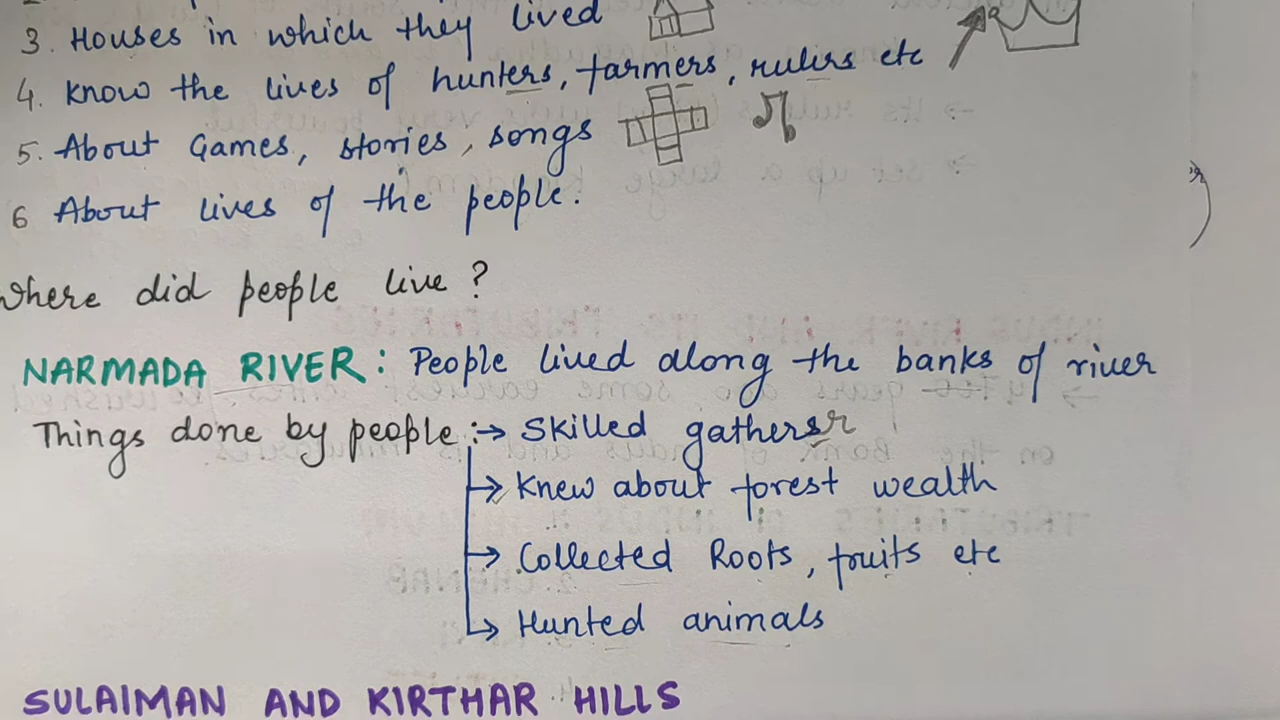 3. Houses in which they lived
4. Know the lives of hunters, farmers, rulers etc
5. About Games, stories, songs
6 About lives of the people.
Where did people live?
NARMADA RIVER: People lived along the banks of river
Things done by people :→ Skilled gathersr
→ Knew about forest wealth
→ Collected Roots, fruits etc
→ Hunted animals
SULAIMAN AND KIRTHAR HILLS